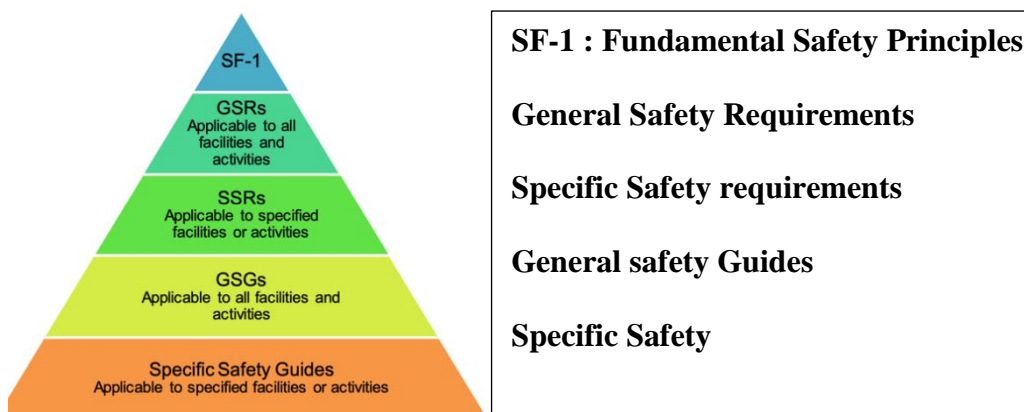 SF-1
GSRs
Applicable to all
facilities and
activities
SSRs
Applicable to specified
facilities or activities
GSGs
Applicable to all facilities and
activities
Specific Safety Guides
Applicable to specified facilities or activities
SF-1 : Fundamental Safety Principles
General Safety Requirements
Specific Safety requirements
General safety Guides
Specific Safety